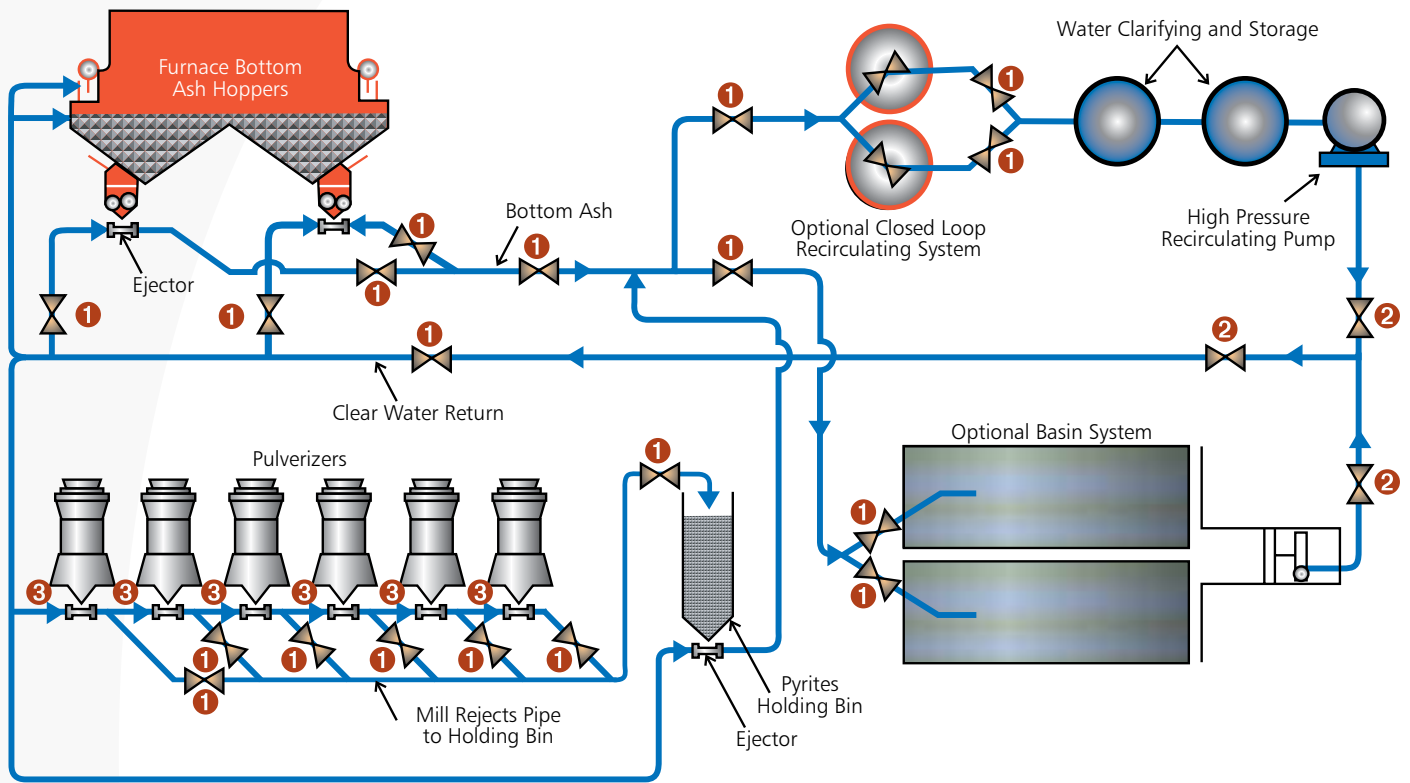 Water Clarifying and Storage
Furnace Bottom
Ash Hoppers
1
1
1
Optional Closed Loop
Recirculating System
High Pressure
Recirculating Pump
Bottom Ash
1
1
1
1
Ejector
1
1
1
2
2
Clear Water Return
Optional Basin System
Pulverizers
1
2
1
1
3
3
3
3
3
3
1
1
1
1
1
1
Mill Rejects Pipe
to Holding Bin
Pyrites
Holding Bin
Ejector